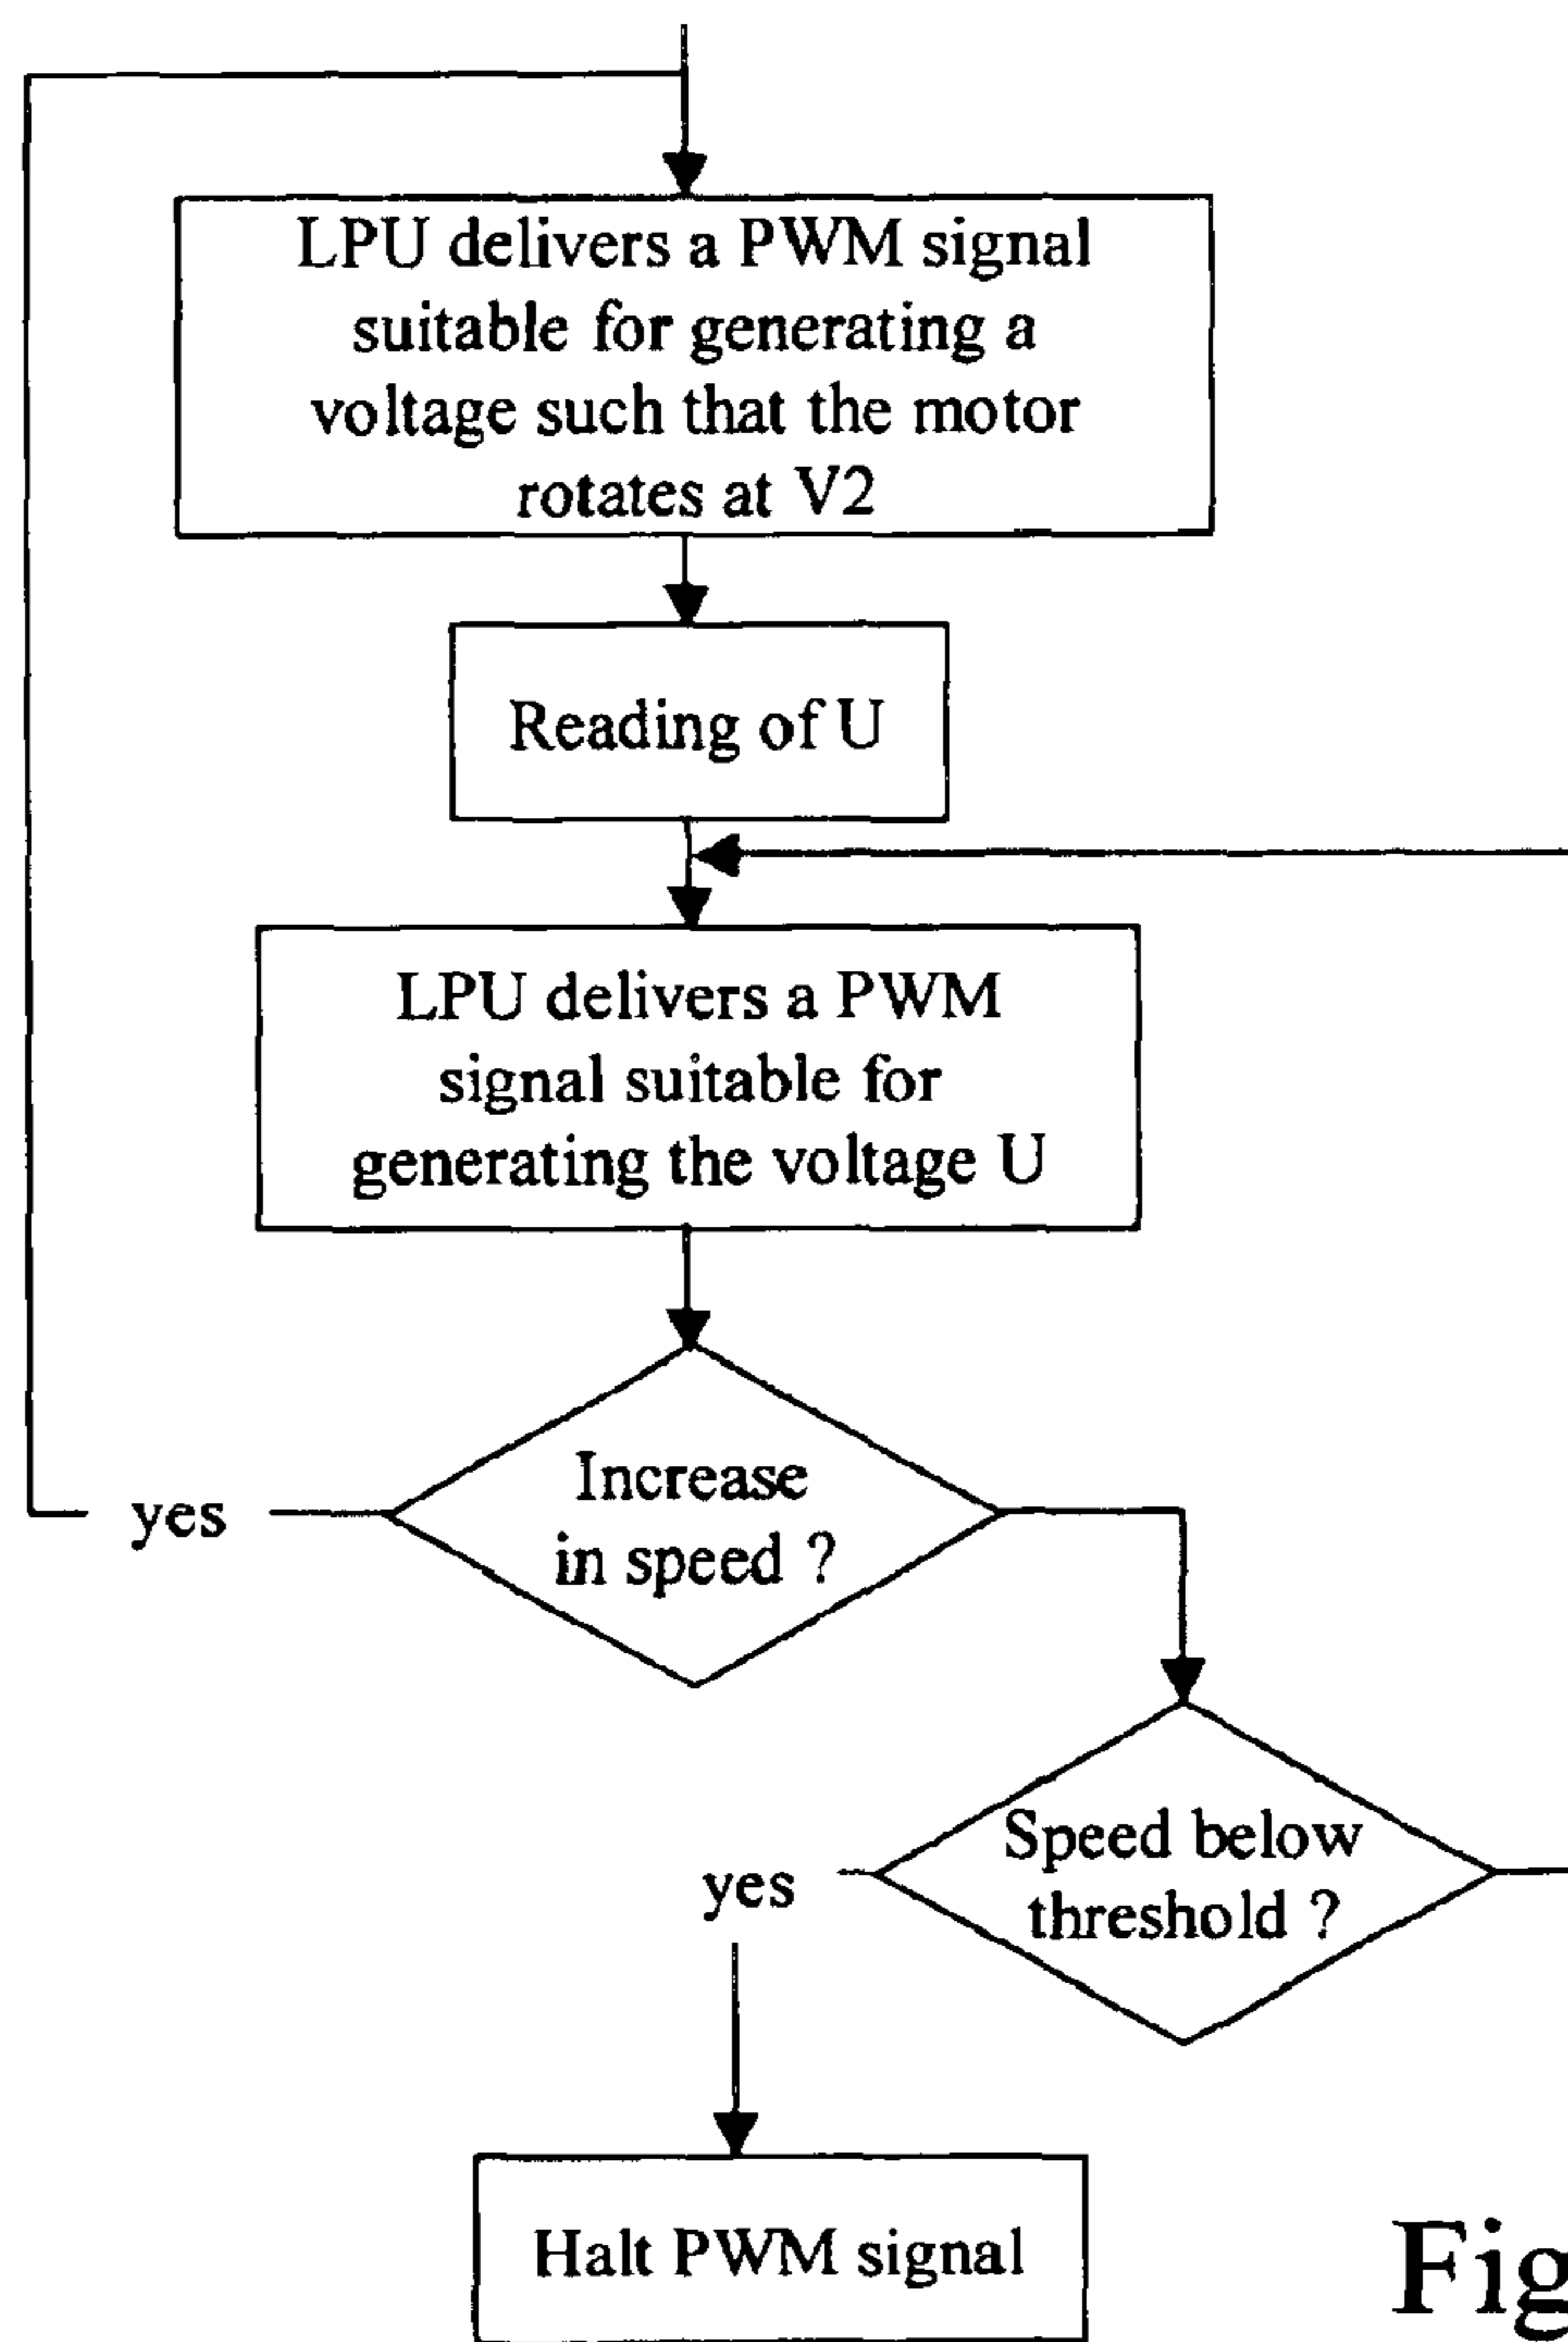 LPU delivers a PWM signal
suitable for generating a
voltage such that the motor
rotates at V2
Reading of U
LPU delivers a PWM
signal suitable for
generating the voltage U
Increase
in speed ?
yes
Speed below
threshold ?
yes
Halt PWM signal
Fig